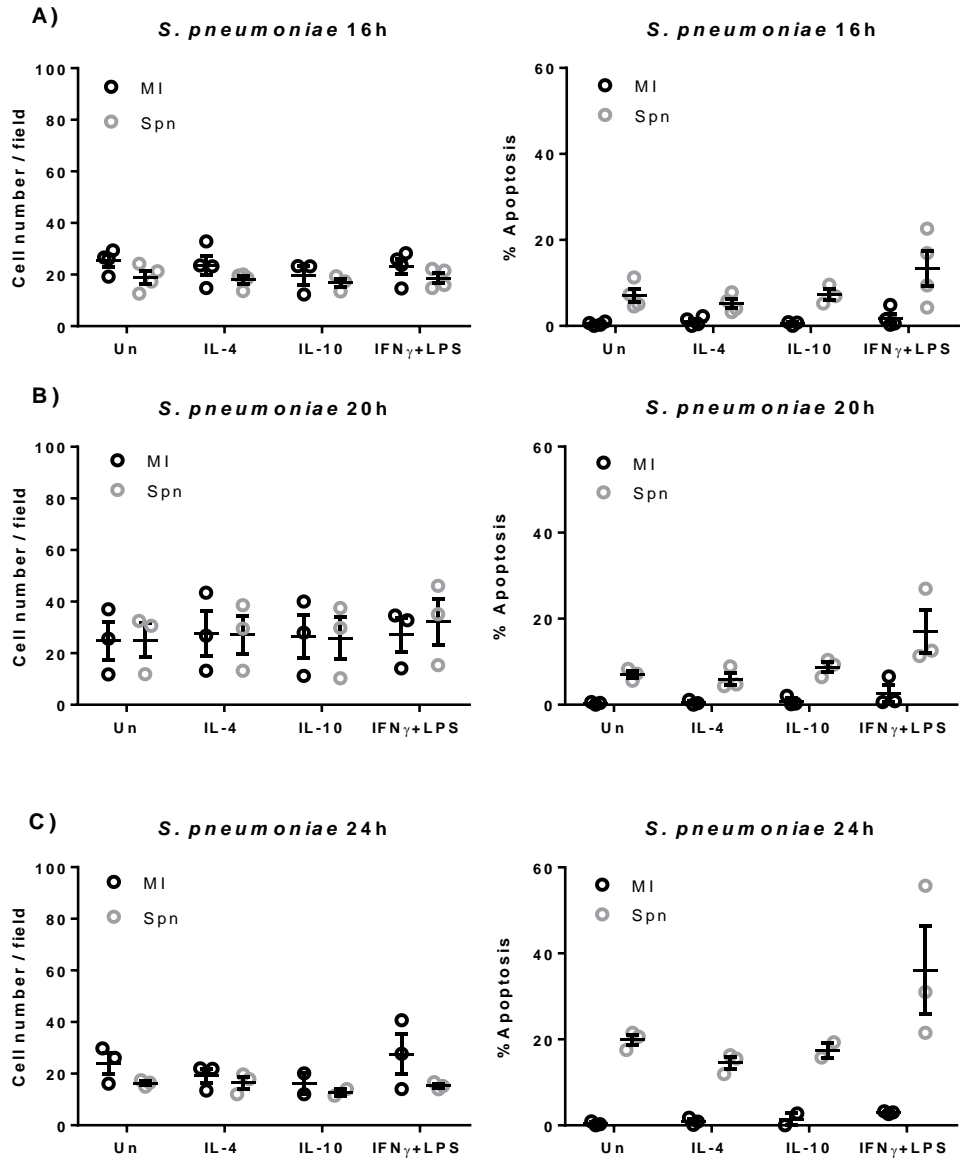 A)
S. pneumoniae 16h
100
80
60
40
20
0
Cell number / field
MI
Spn
Un IL-4 IL-10 IFNγ+LPS
S. pneumoniae 16h
60
40
20
0
% Apoptosis
MI
Spn
Un IL-4 IL-10 IFNγ+LPS
B)
S. pneumoniae 20h
100
80
60
40
20
0
Cell number / field
MI
Spn
Un IL-4 IL-10 IFNγ+LPS
S. pneumoniae 20h
60
40
20
0
% Apoptosis
MI
Spn
Un IL-4 IL-10 IFNγ+LPS
C)
S. pneumoniae 24h
100
80
60
40
20
0
Cell number / field
MI
Spn
Un IL-4 IL-10 IFNγ+LPS
S. pneumoniae 24h
60
40
20
0
% Apoptosis
MI
Spn
Un IL-4 IL-10 IFNγ+LPS